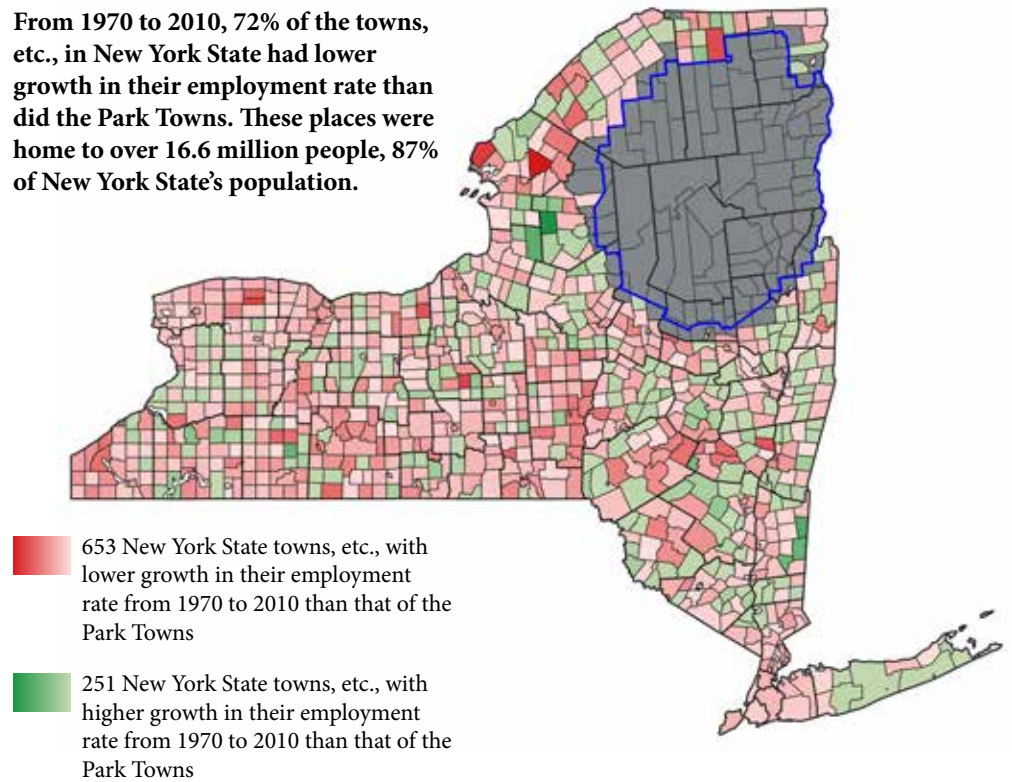 From 1970 to 2010, 72% of the towns,
etc., in New York State had lower
growth in their employment rate than
did the Park Towns. These places were
home to over 16.6 million people, 87%
of New York State’s population.
653 New York State towns, etc., with
lower growth in their employment
rate from 1970 to 2010 than that of the
Park Towns
251 New York State towns, etc., with
higher growth in their employment
rate from 1970 to 2010 than that of the
Park Towns